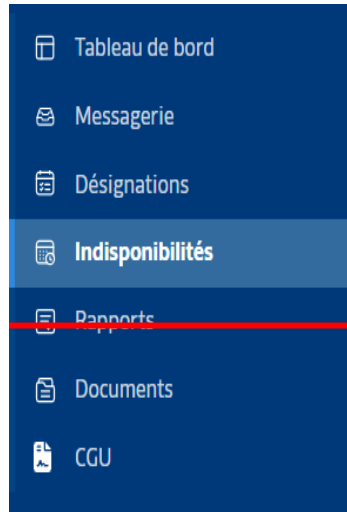 Tableau de bord
Messagerie
Désignations
Indisponibilités
Rapports
Documents
CGU